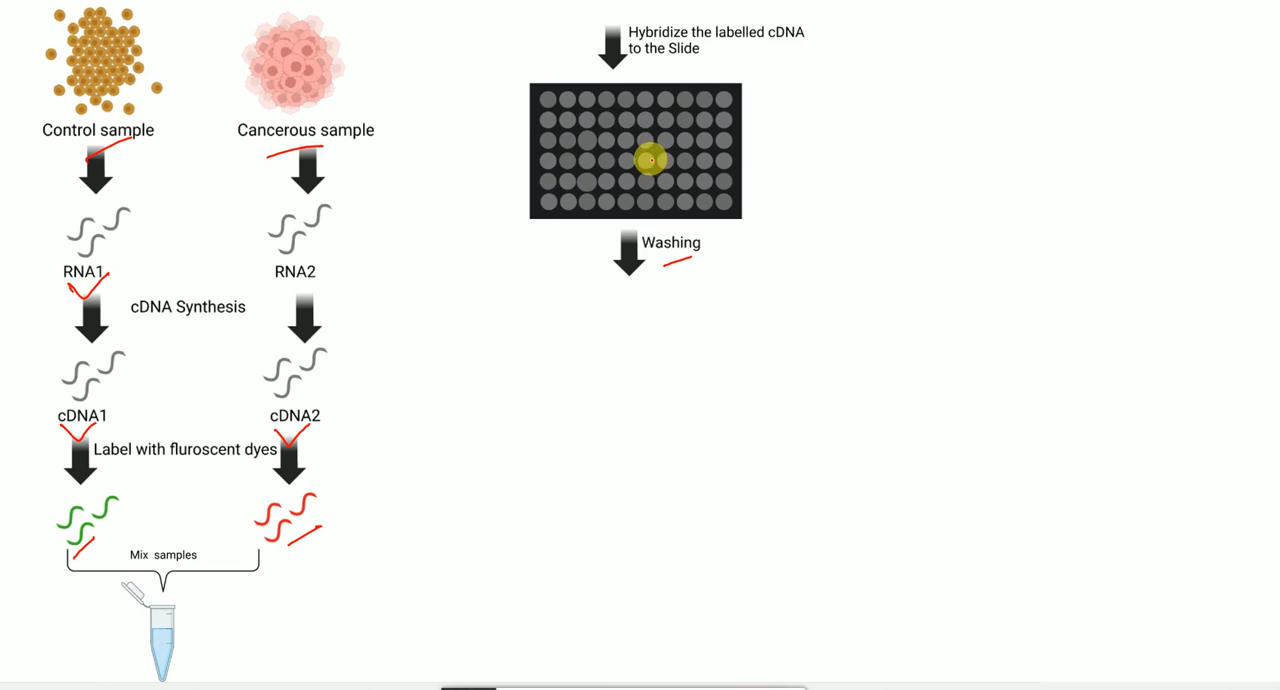 Control sample
Cancerous sample
RNA1
RNA2
cDNA Synthesis
cDNA1
cDNA2
Label with fluroscent dyes
Mix samples
Hybridize the labelled cDNA
to the Slide
Washing